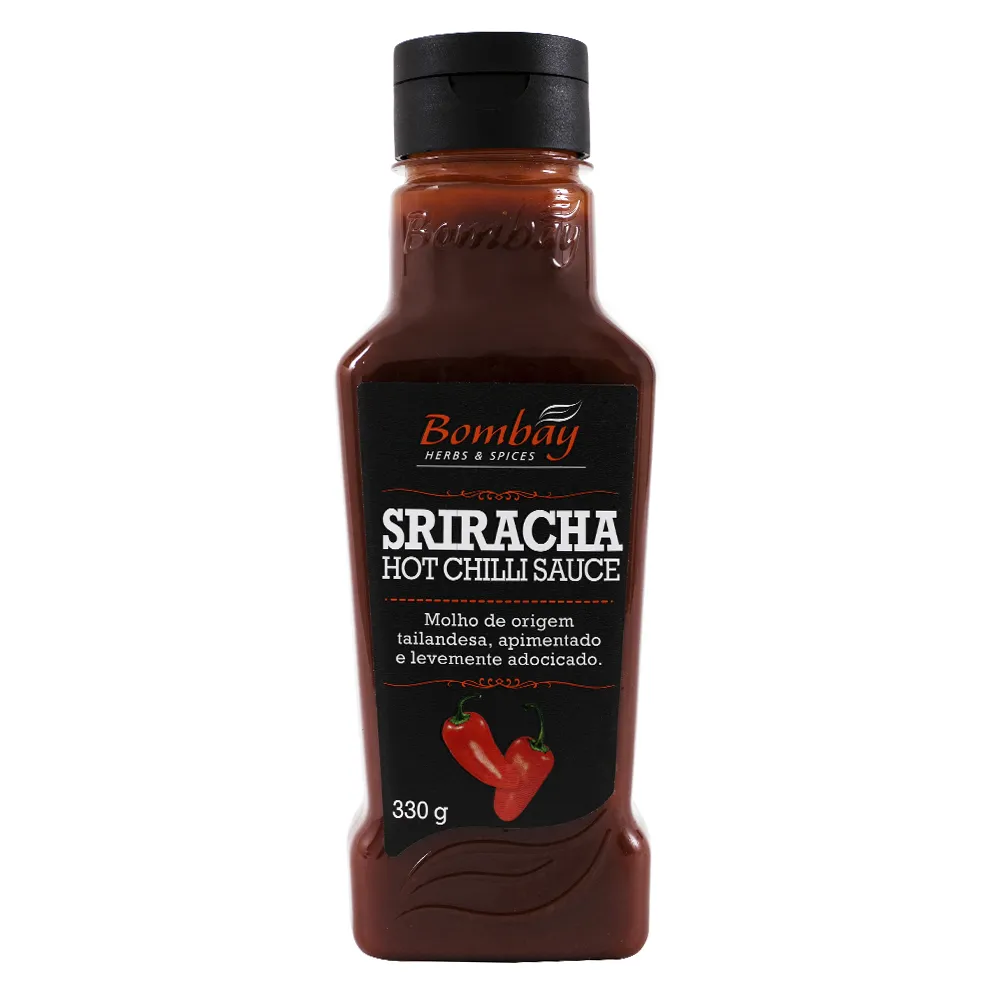 Bombay
Bombay
HERBS & SPICES
SRIRACHA
HOT CHILLI SAUCE
Molho de origem
tailandesa, apimentado
e levemente adocicado.
330 g